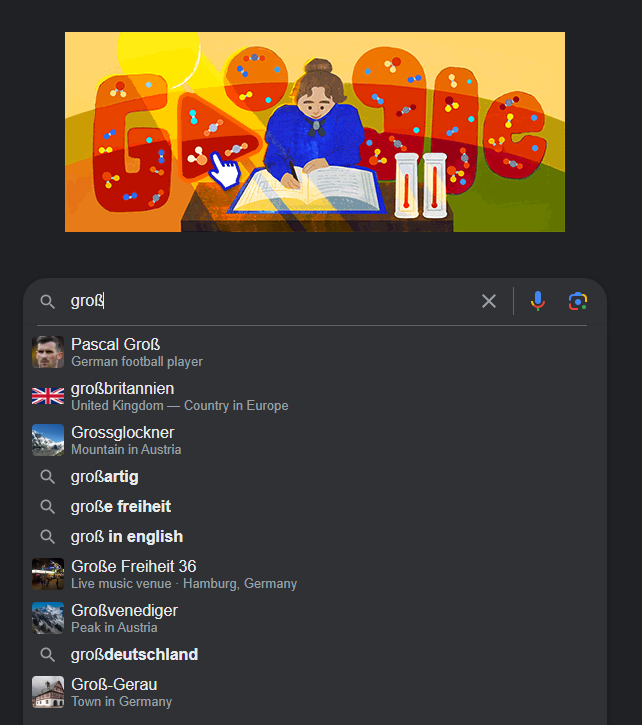 Google
groß
Pascal Groß
German football player
großbritannien
United Kingdom — Country in Europe
Grossglockner
Mountain in Austria
großartig
große freiheit
groß in english
Große Freiheit 36
Live music venue · Hamburg, Germany
Großvenediger
Peak in Austria
großdeutschland
Groß-Gerau
Town in Germany